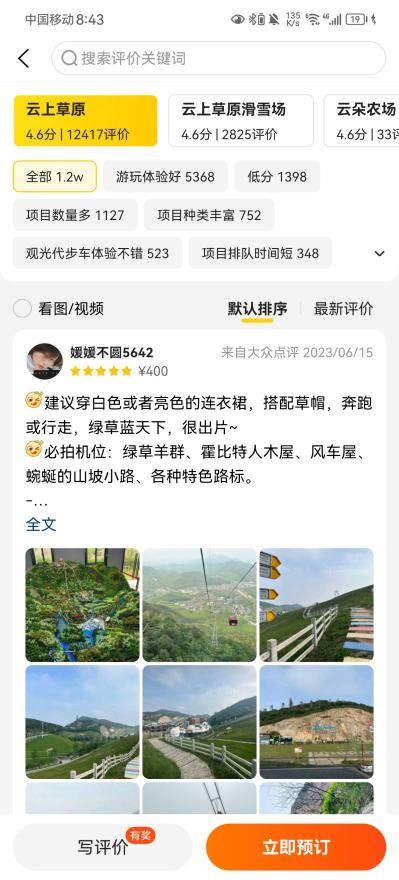 中国移动 8:43
135 K/s
19
搜索评价关键词
云上草原
4.6分 | 12417评价
云上草原滑雪场
4.6分 | 2825评价
云朵农场
4.6分 | 33
全部 1.2w
游玩体验好 5368
低分 1398
项目数量多 1127
项目种类丰富 752
观光代步车体验不错 523
项目排队时间短 348
看图/视频
默认排序
最新评价
媛媛不圆5642
来自大众点评 2023/06/15
¥400
建议穿白色或者亮色的连衣裙，搭配草帽，奔跑
或行走，绿草蓝天下，很出片~
必拍机位：绿草羊群、霍比特人木屋、风车屋、
蜿蜒的山坡小路、各种特色路标。
-...
全文
写评价
有奖
立即预订